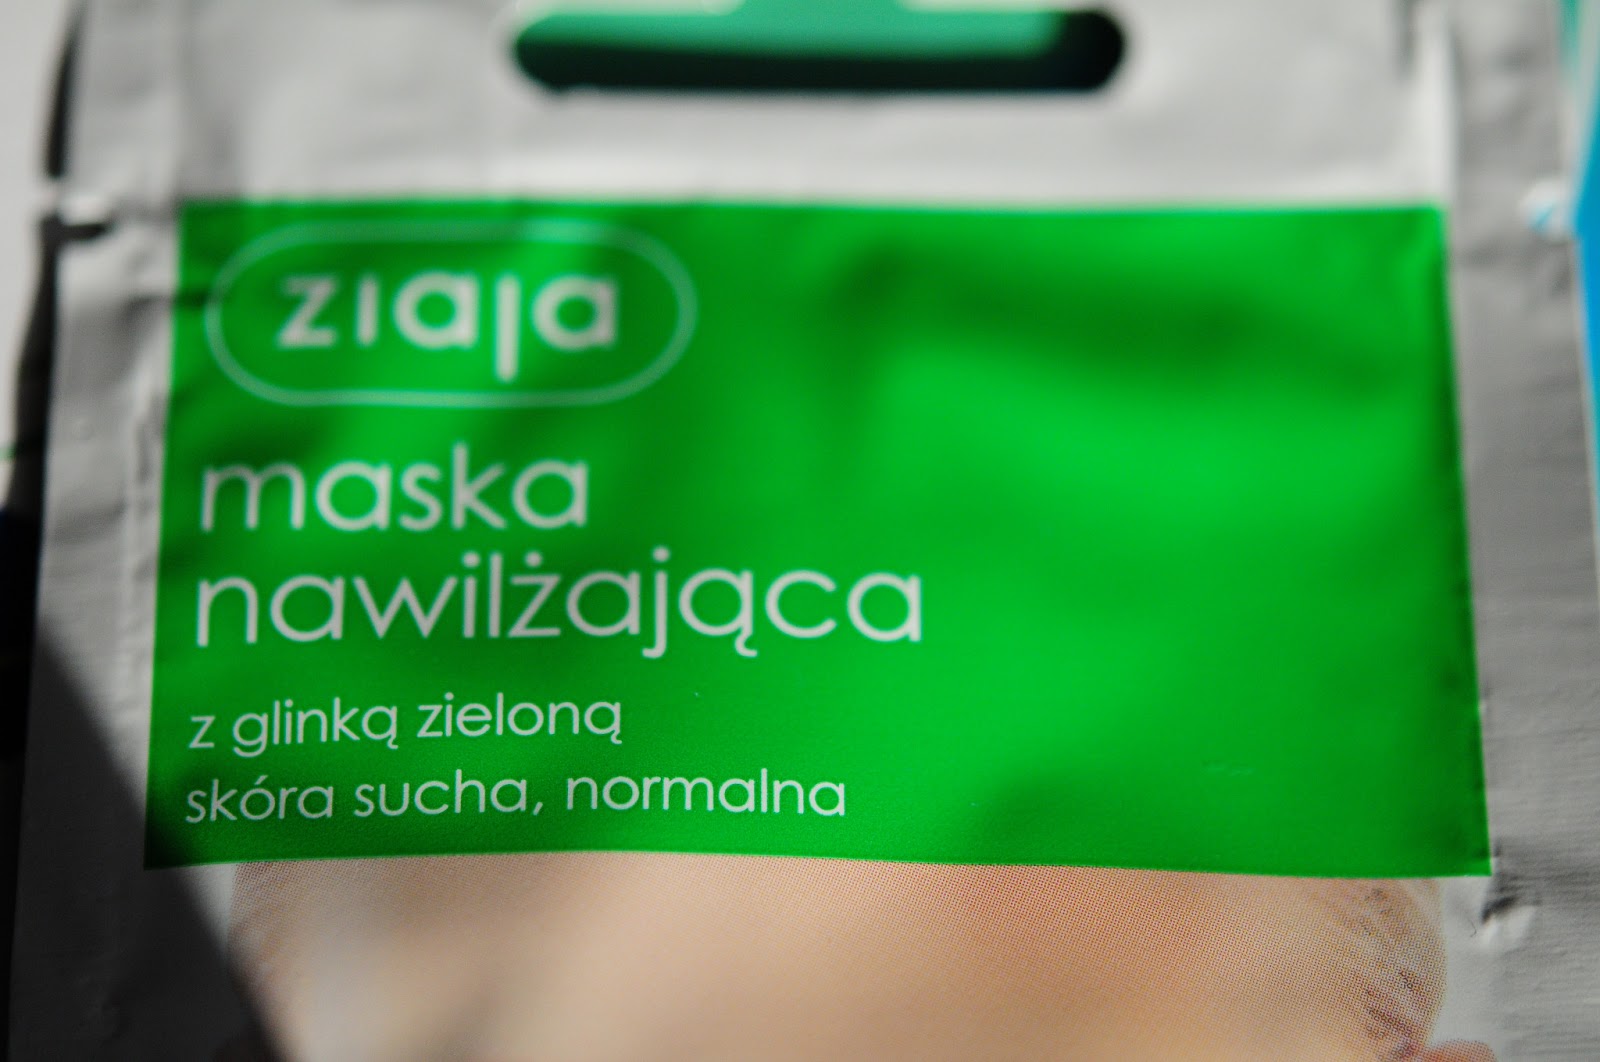 ziaja
maska
nawilżająca
z glinką zieloną
skóra sucha, normalna